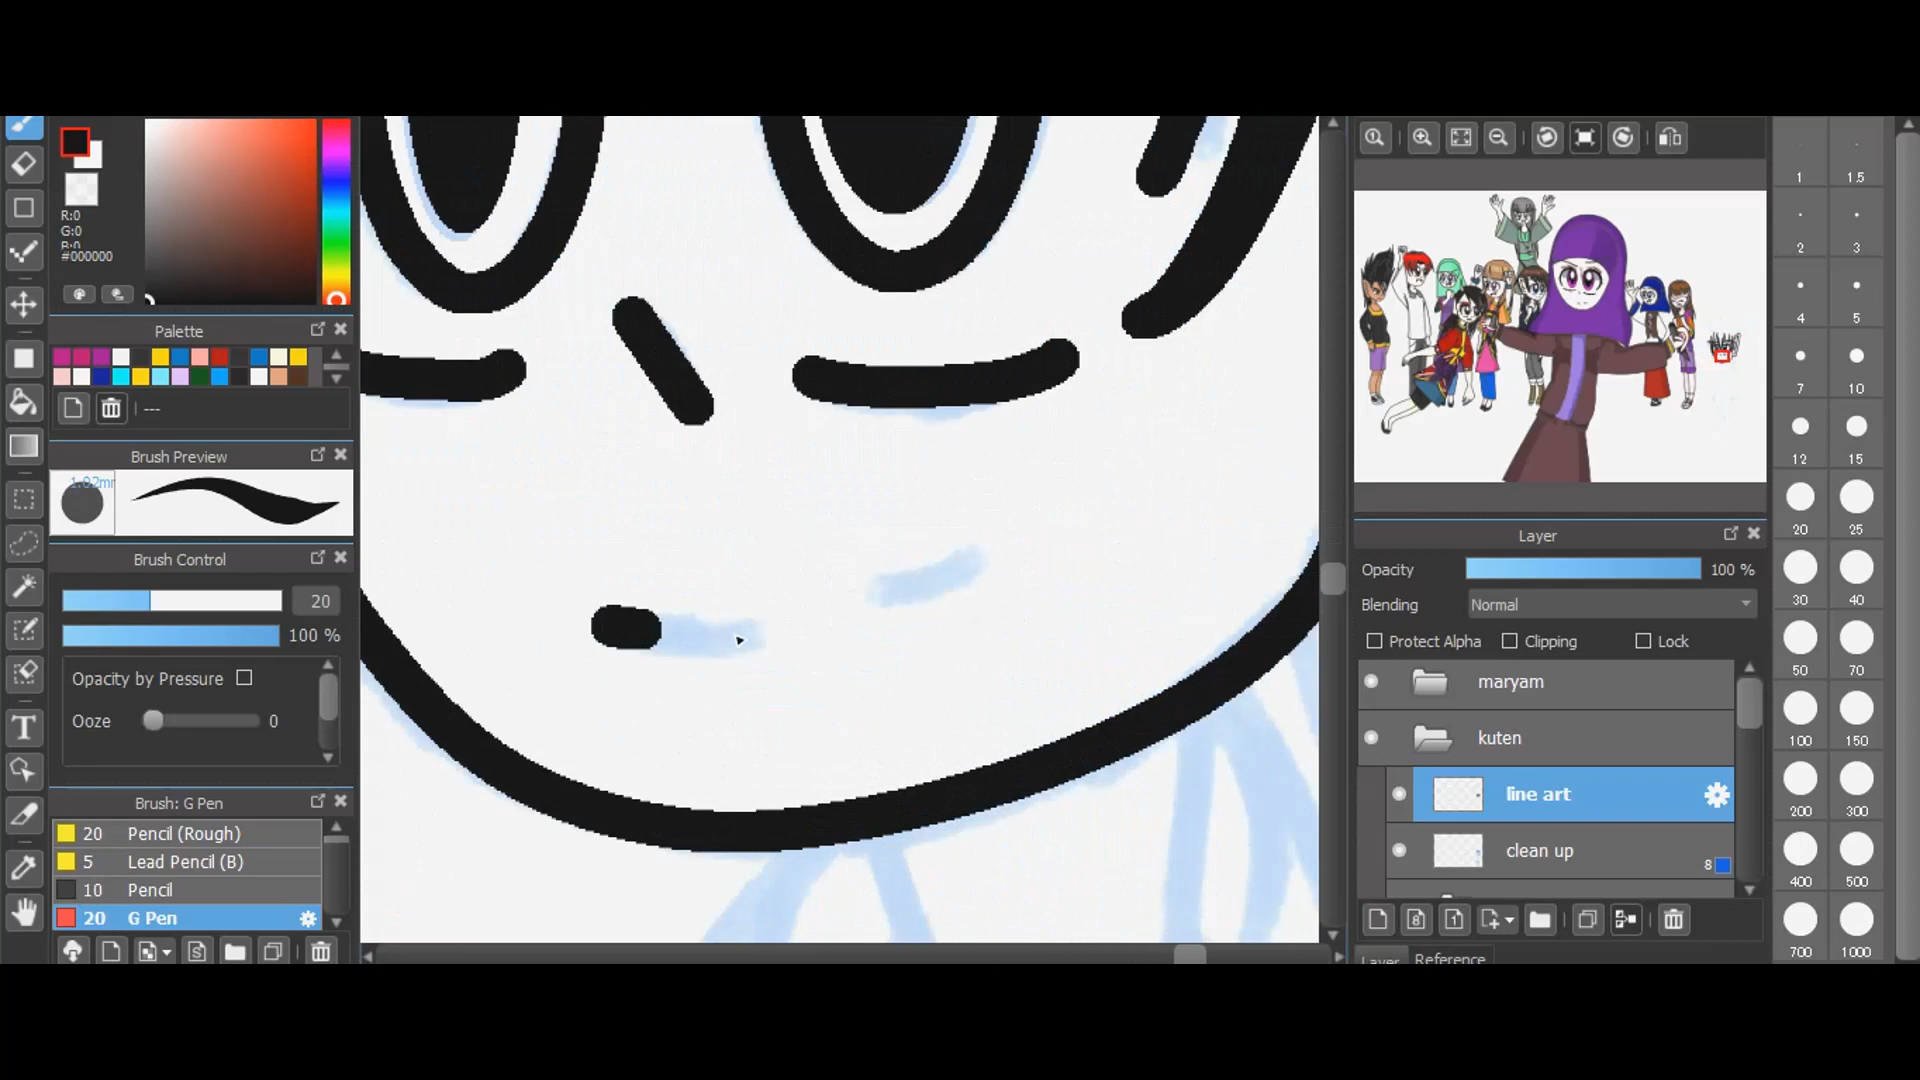 R:0
G:0
B:0
#000000
Palette
---
Brush Preview
Brush Control
20
100 %
Opacity by Pressure
Ooze 0
Brush: G Pen
20 Pencil (Rough)
5 Lead Pencil (B)
10 Pencil
20 G Pen
Layer
Opacity 100 %
Blending Normal
Protect Alpha Clipping Lock
maryam
kuten
line art
clean up
8
Layer Reference
1 1.5
2 3
4 5
7 10
12 15
20 25
30 40
50 70
100 150
200 300
400 500
700 1000